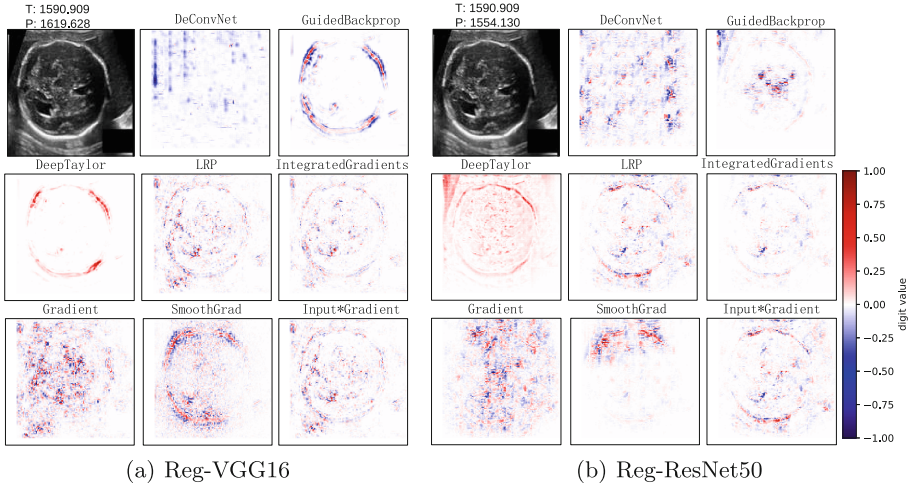 T: 1590.909
P: 1619.628
DeConvNet
GuidedBackprop
T: 1590.909
P: 1554.130
DeConvNet
GuidedBackprop
DeepTaylor
LRP
IntegratedGradients
DeepTaylor
LRP
IntegratedGradients
Gradient
SmoothGrad
Input*Gradient
Gradient
SmoothGrad
Input*Gradient
1.00
0.75
0.50
0.25
0.00
−0.25
−0.50
−0.75
−1.00
digit value
(a) Reg-VGG16
(b) Reg-ResNet50